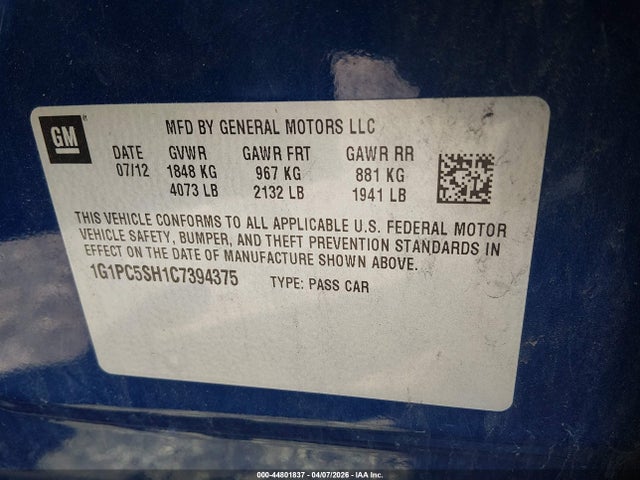 GM
MFD BY GENERAL MOTORS LLC
DATE GVWR GAWR FRT GAWR RR
07/12 1848 KG 967 KG 881 KG
4073 LB 2132 LB 1941 LB
THIS VEHICLE CONFORMS TO ALL APPLICABLE U.S. FEDERAL MOTOR
VEHICLE SAFETY, BUMPER, AND THEFT PREVENTION STANDARDS IN
EFFECT ON THE DATE OF MANUFACTURE SHOWN ABOVE.
1G1PC5SH1C7394375 TYPE: PASS CAR
000-44801837 - 04/07/2026 - IAA Inc.